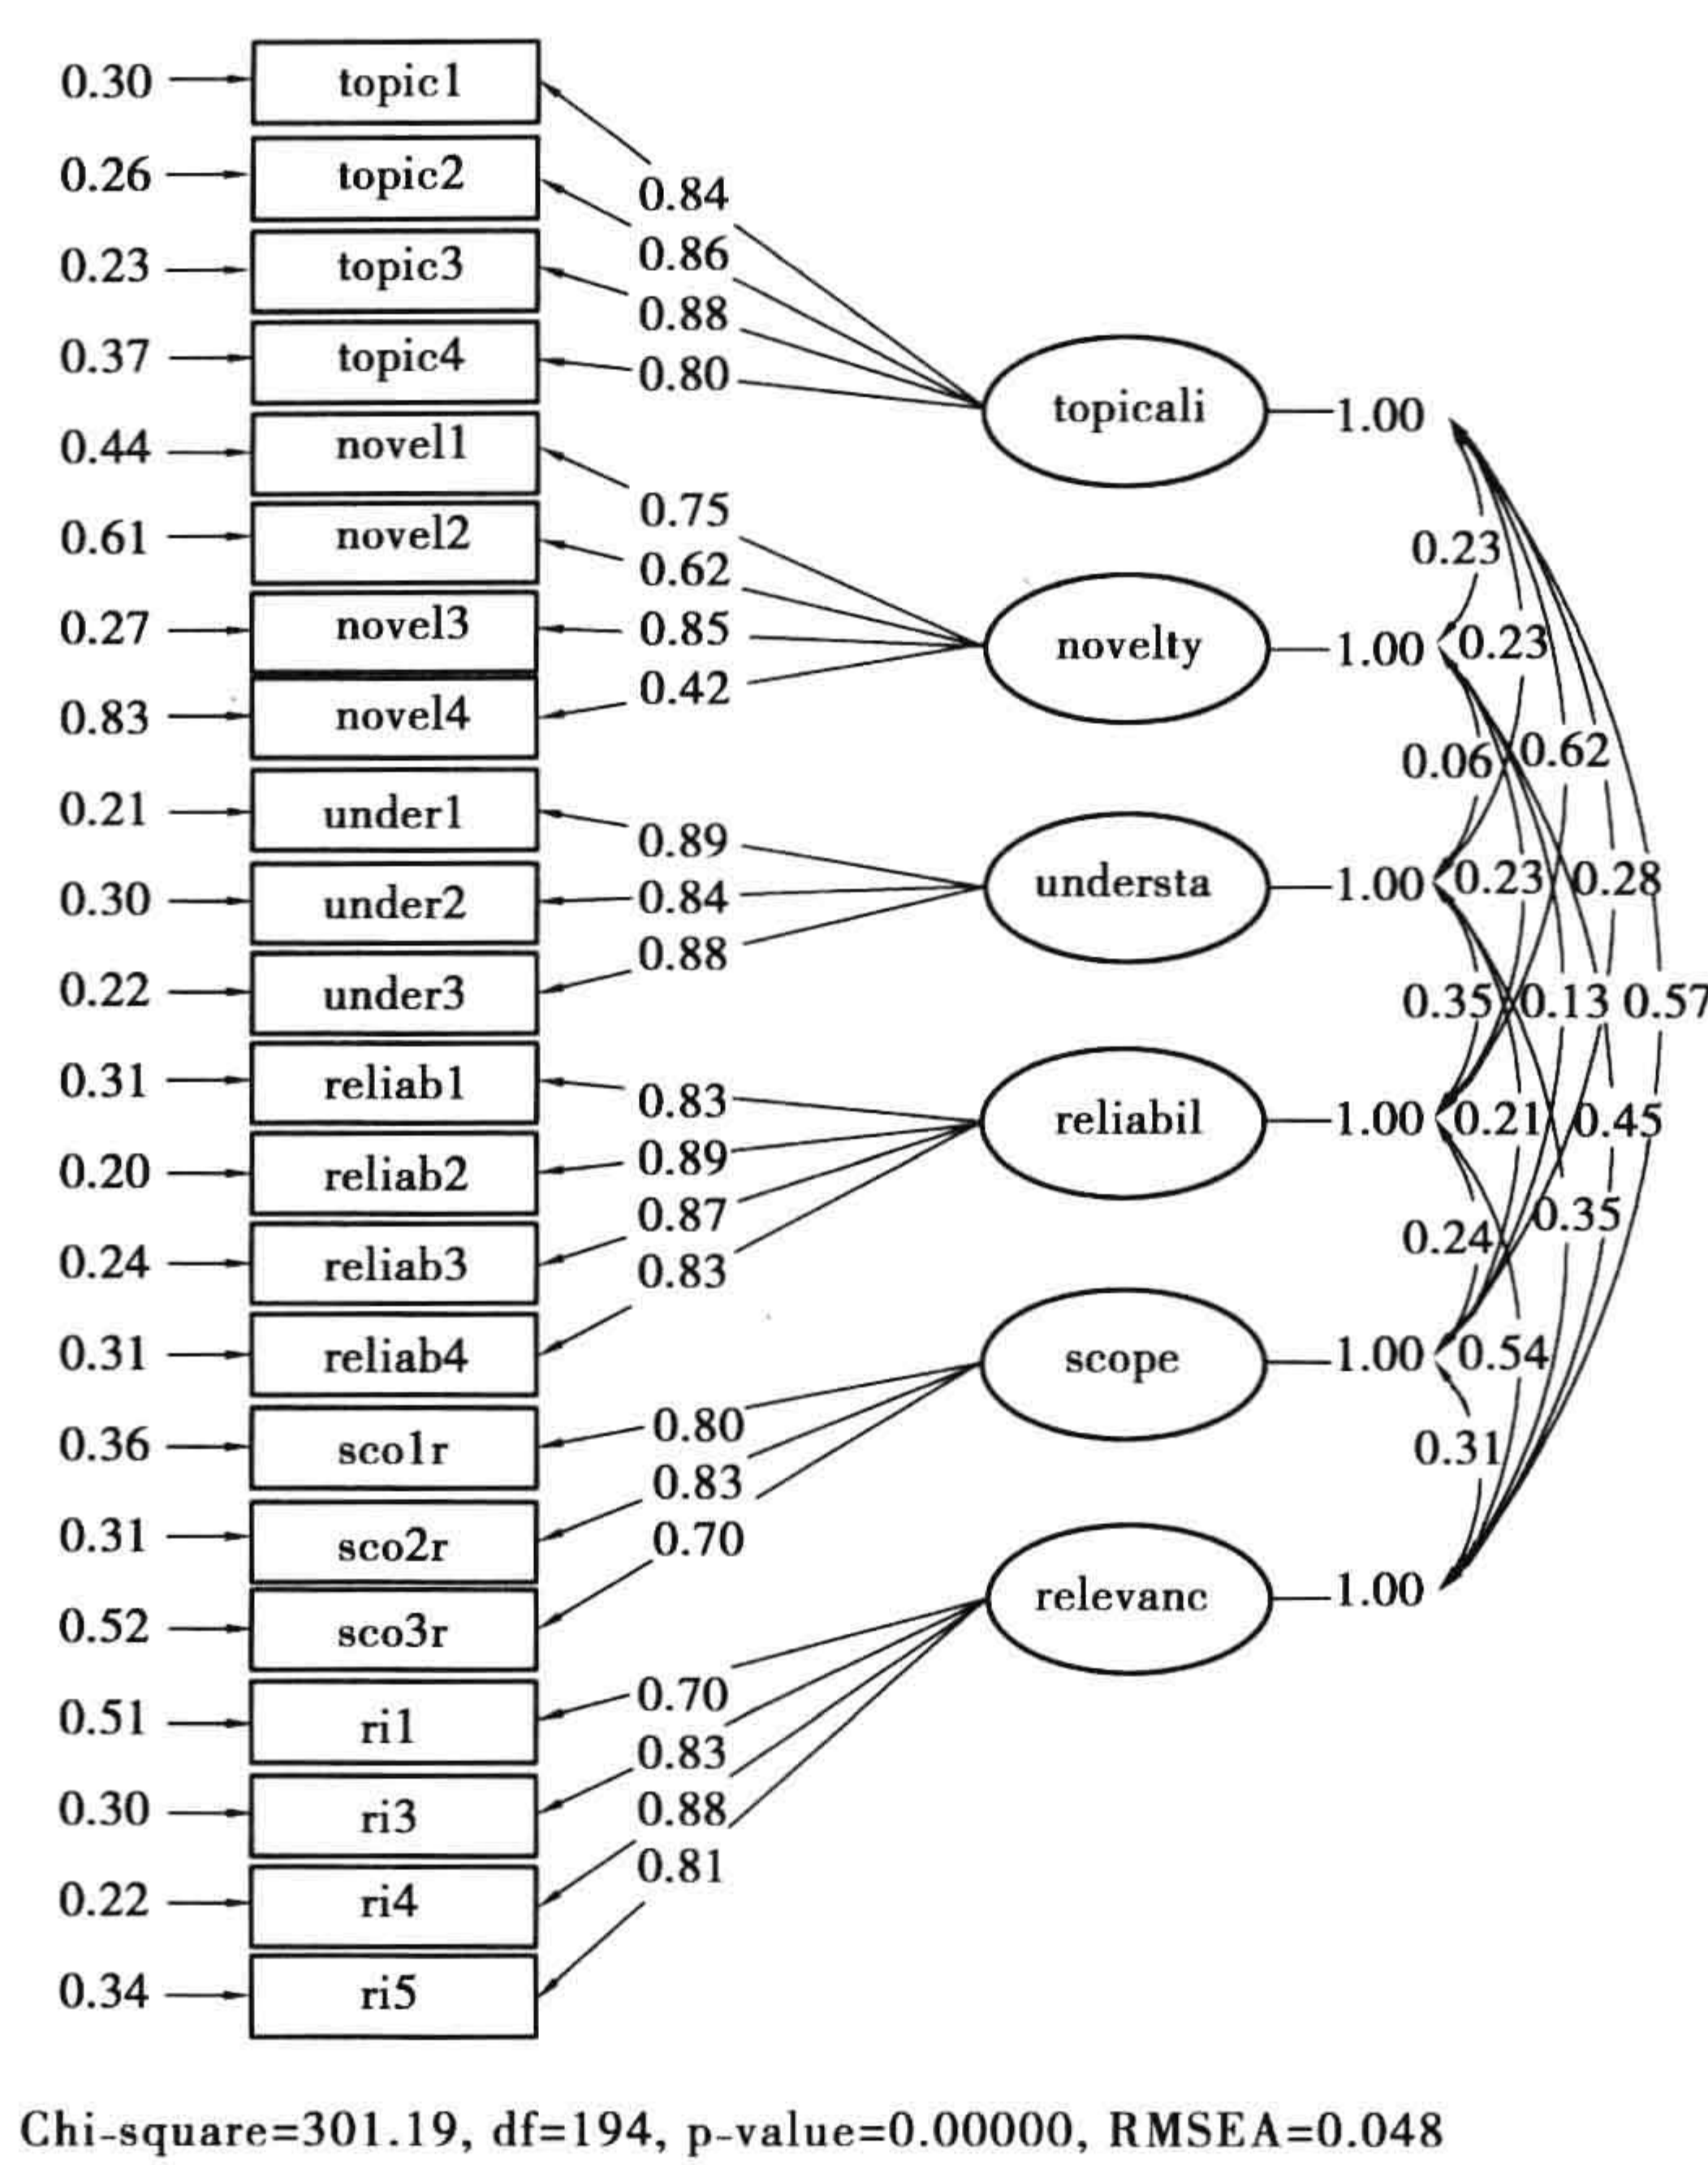 0.30 topic1
0.84
0.26 topic2
0.86
0.23 topic3
0.88
0.37 topic4
0.80
topicali 1.00
0.44 novel1
0.75
0.61 novel2
0.62
0.23
0.27 novel3
0.85
novelty 1.00 0.23
0.83 novel4
0.42
0.06 0.62
0.21 under1
0.89
0.30 under2
0.84
understa 1.00 0.23 0.28
0.22 under3
0.88
0.35 0.13 0.57
0.31 reliab1
0.83
reliabil 1.00 0.21 0.45
0.20 reliab2
0.89
0.24 reliab3
0.87
0.24 0.35
0.31 reliab4
0.83
scope 1.00 0.54
0.36 sco1r
0.80
0.31
0.31 sco2r
0.83
0.52 sco3r
0.70
relevanc 1.00
0.51 ri1
0.70
0.30 ri3
0.83
0.22 ri4
0.88
0.34 ri5
0.81
Chi-square=301.19, df=194, p-value=0.00000, RMSEA=0.048